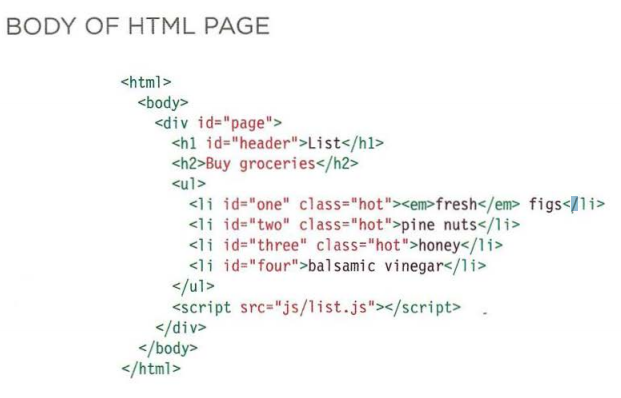 BODY OF HTML PAGE
<html>
<body>
<div id="page">
<h1 id="header">List</h1>
<h2>Buy groceries</h2>
<ul>
<li id="one" class="hot"><em>fresh</em> figs</li>
<li id="two" class="hot">pine nuts</li>
<li id="three" class="hot">honey</li>
<li id="four">balsamic vinegar</li>
</ul>
<script src="js/list.js"></script>
</div>
</body>
</html>